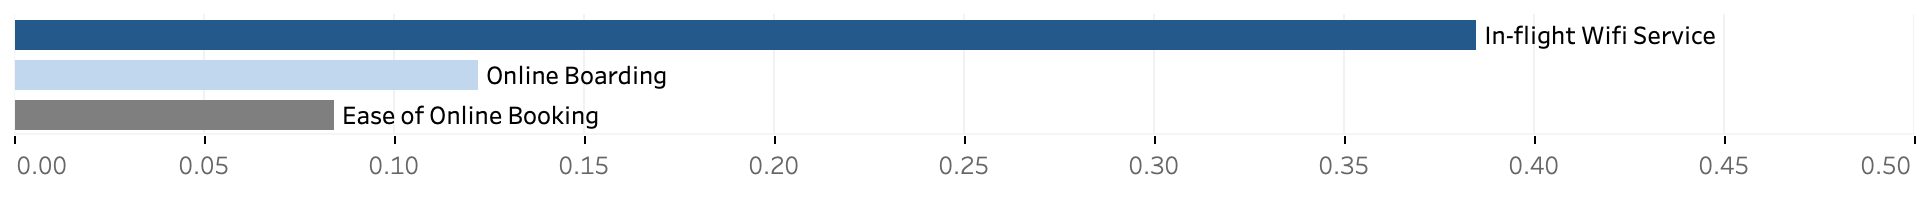 In-flight Wifi Service
Online Boarding
Ease of Online Booking
0.00 0.05 0.10 0.15 0.20 0.25 0.30 0.35 0.40 0.45 0.50